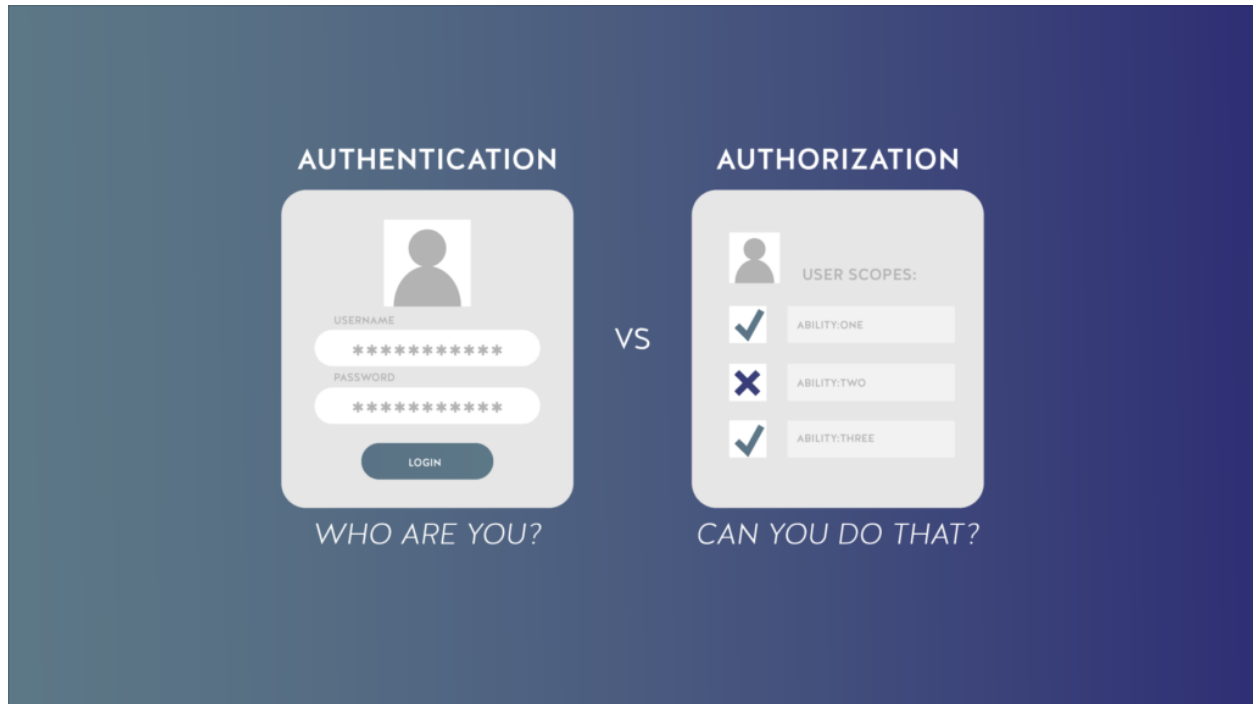 AUTHENTICATION
USERNAME
***********
PASSWORD
***********
LOGIN
WHO ARE YOU?
VS
AUTHORIZATION
USER SCOPES:
ABILITY:ONE
ABILITY:TWO
ABILITY:THREE
CAN YOU DO THAT?